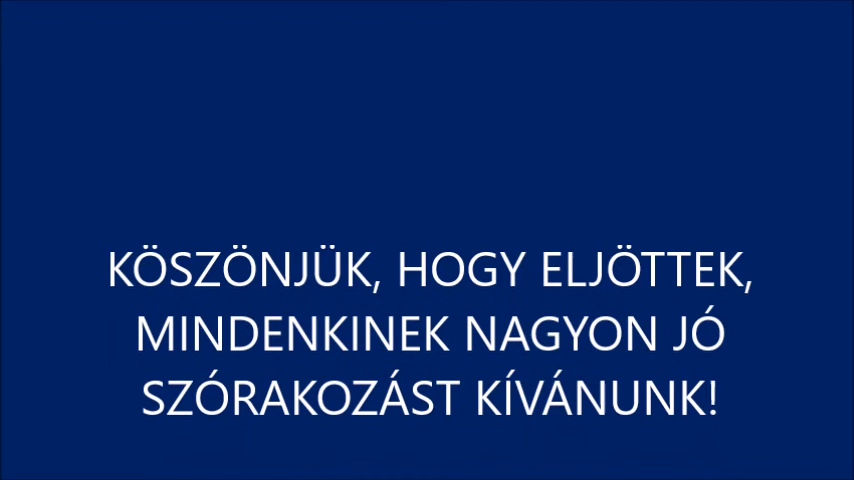 KÖSZÖNJÜK, HOGY ELJÖTTEK,
MINDENKINEK NAGYON JÓ
SZÓRAKOZÁST KÍVÁNUNK!